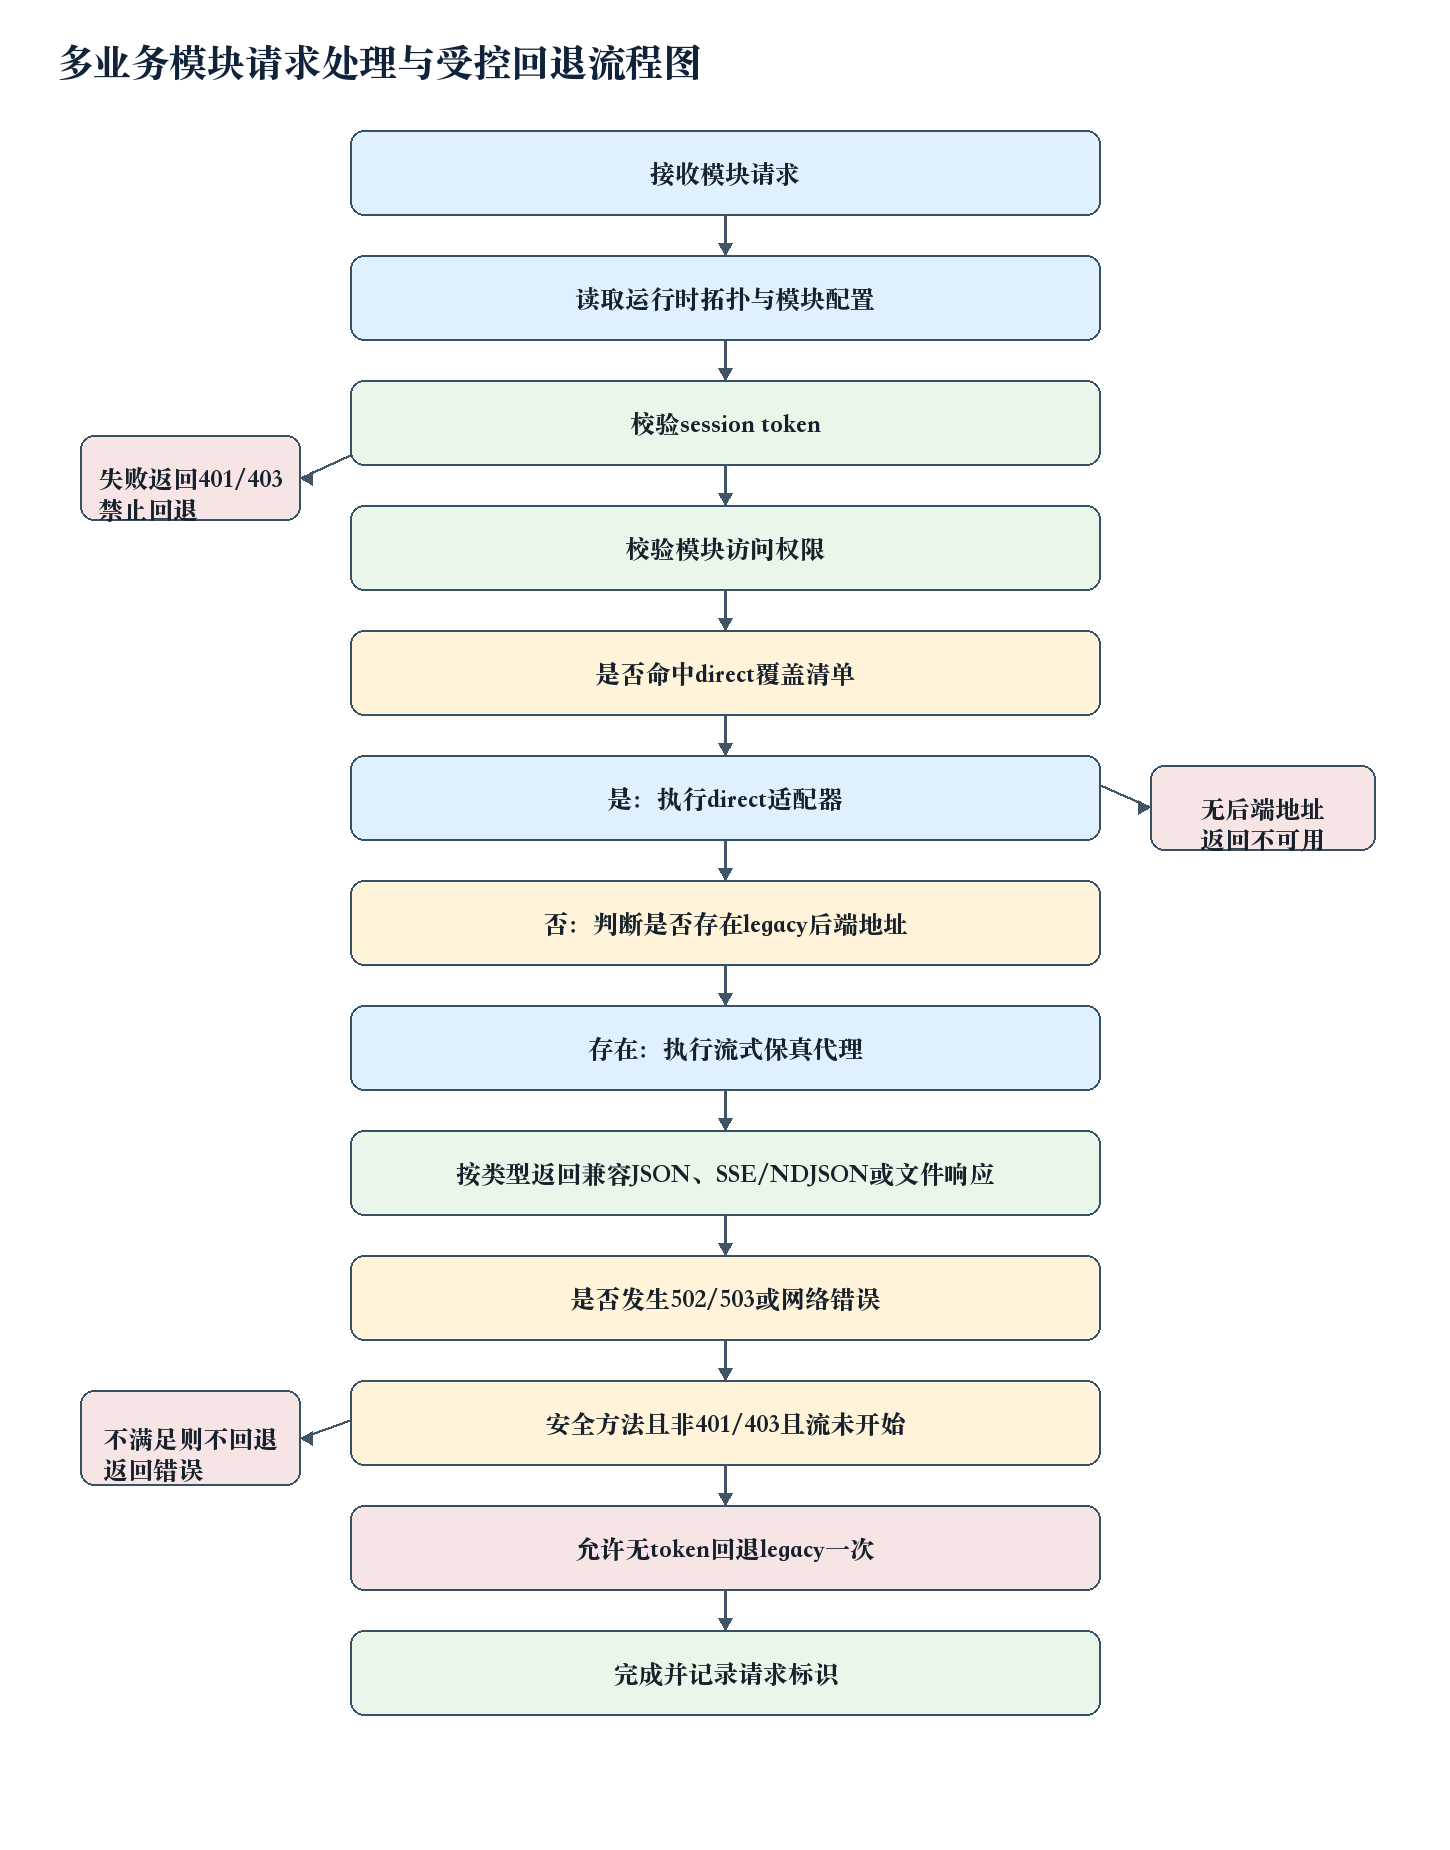 多业务模块请求处理与受控回退流程图
接收模块请求
读取运行时拓扑与模块配置
校验session token
失败返回401/403
禁止回退
校验模块访问权限
是否命中direct覆盖清单
是：执行direct适配器
无后端地址
返回不可用
否：判断是否存在legacy后端地址
存在：执行流式保真代理
按类型返回兼容JSON、SSE/NDJSON或文件响应
是否发生502/503或网络错误
安全方法且非401/403且流未开始
不满足则不回退
返回错误
允许无token回退legacy一次
完成并记录请求标识